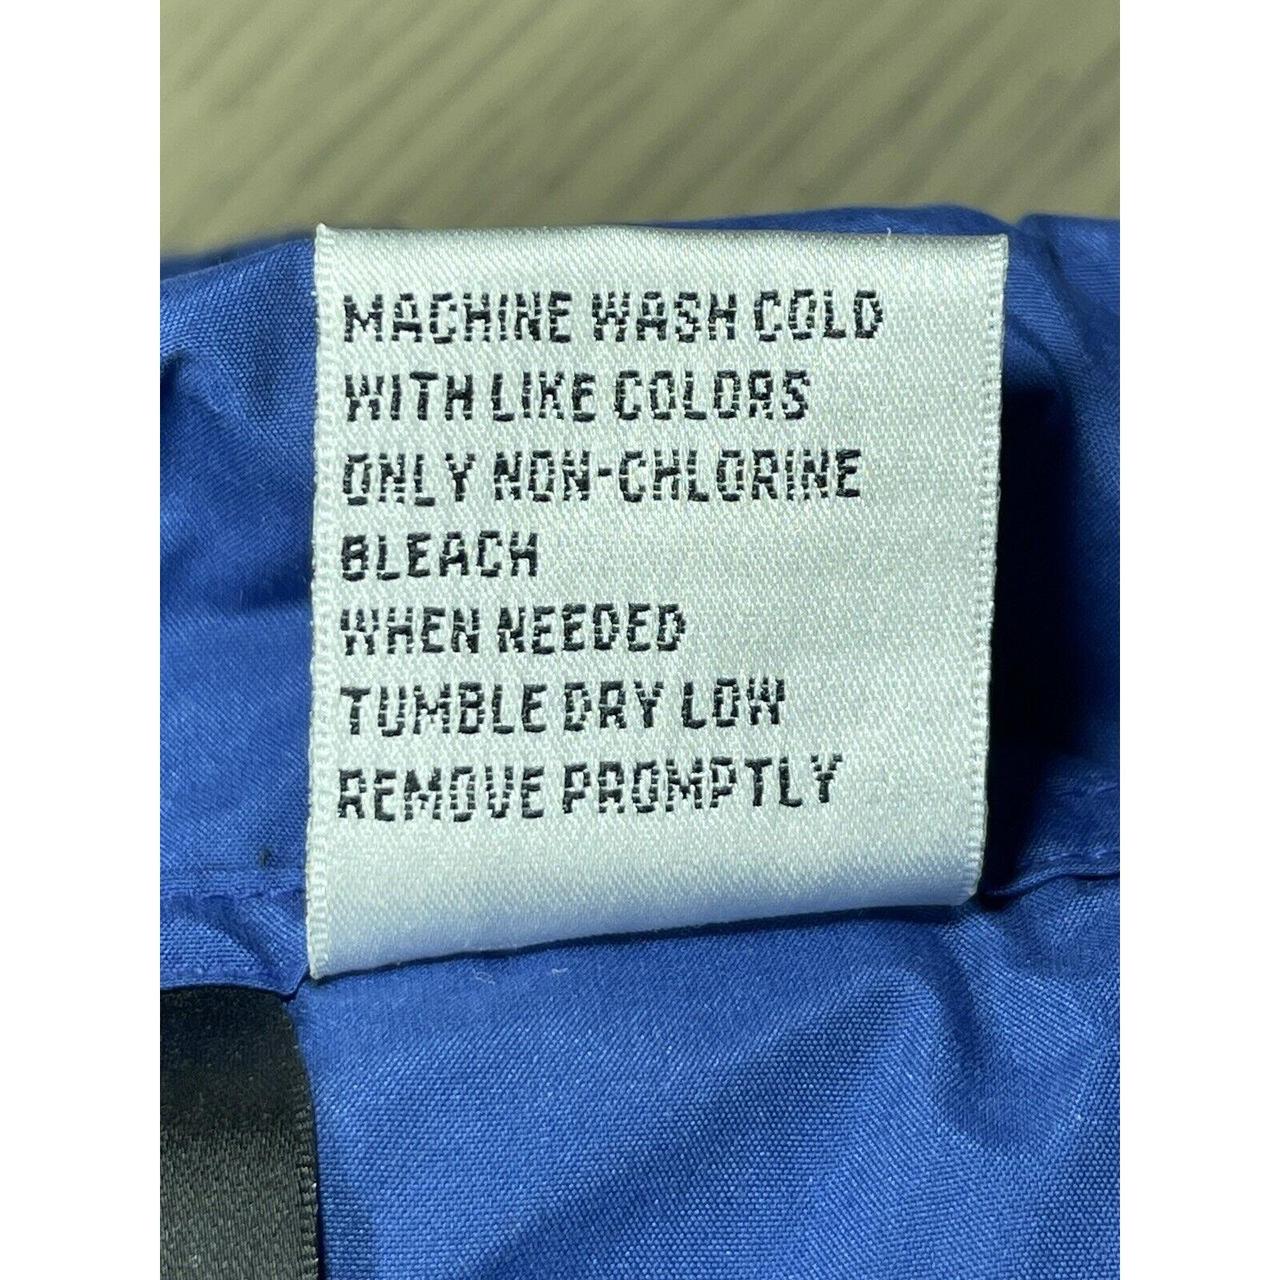 MACHINE WASH COLD
WITH LIKE COLORS
ONLY NON-CHLORINE
BLEACH
WHEN NEEDED
TUMBLE DRY LOW
REMOVE PROMPTLY